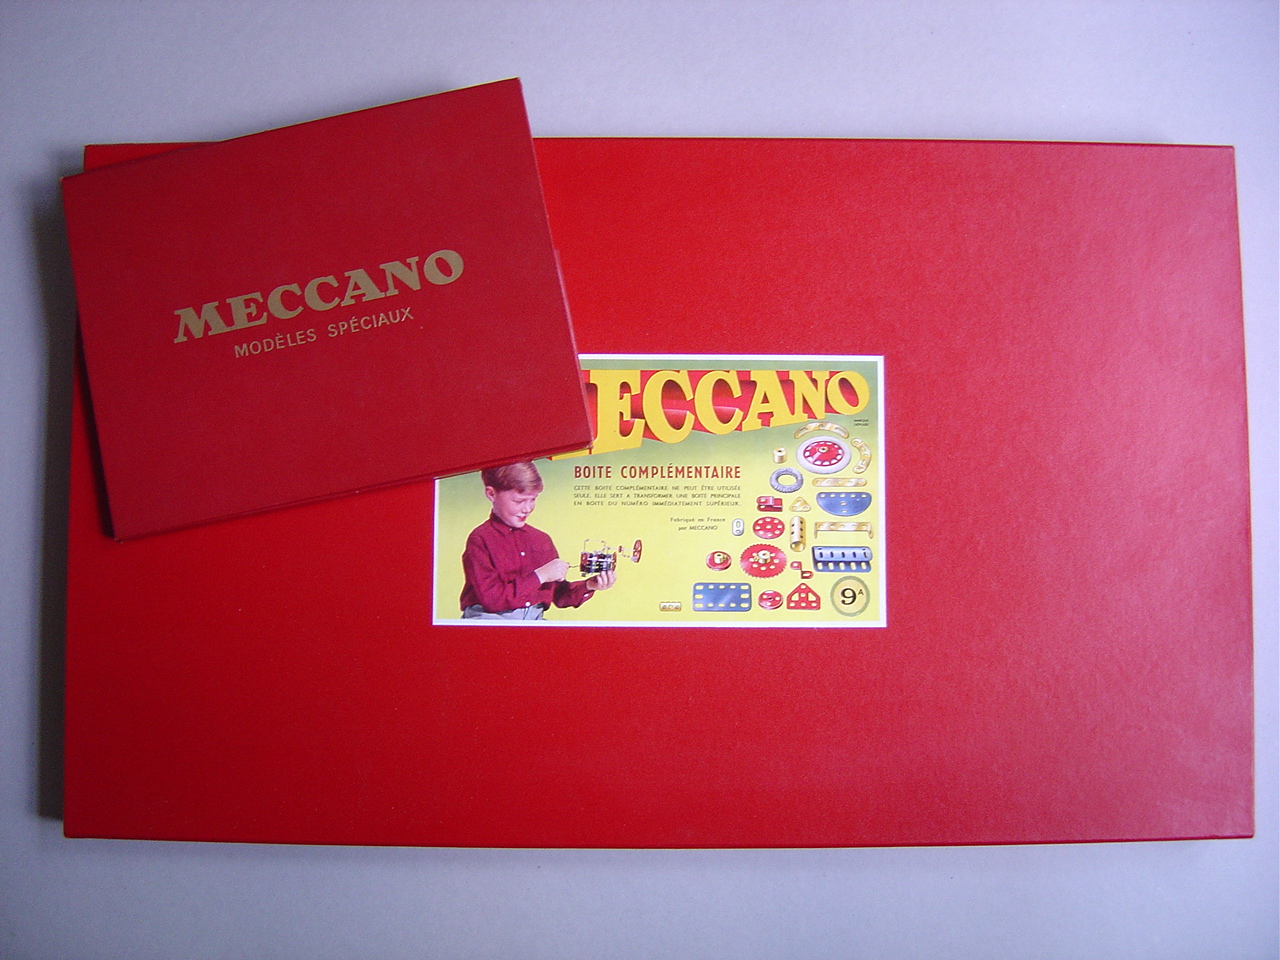 MECCANO
MODÈLES SPÉCIAUX
MECCANO
BOITE COMPLÉMENTAIRE
CETTE BOITE COMPLÉMENTAIRE NE PEUT ÊTRE UTILISÉE
SEULE. ELLE SERT A TRANSFORMER UNE BOITE PRINCIPALE
EN BOITE DU NUMÉRO IMMÉDIATEMENT SUPÉRIEUR.
Fabriqué en France
par MECCANO
9A